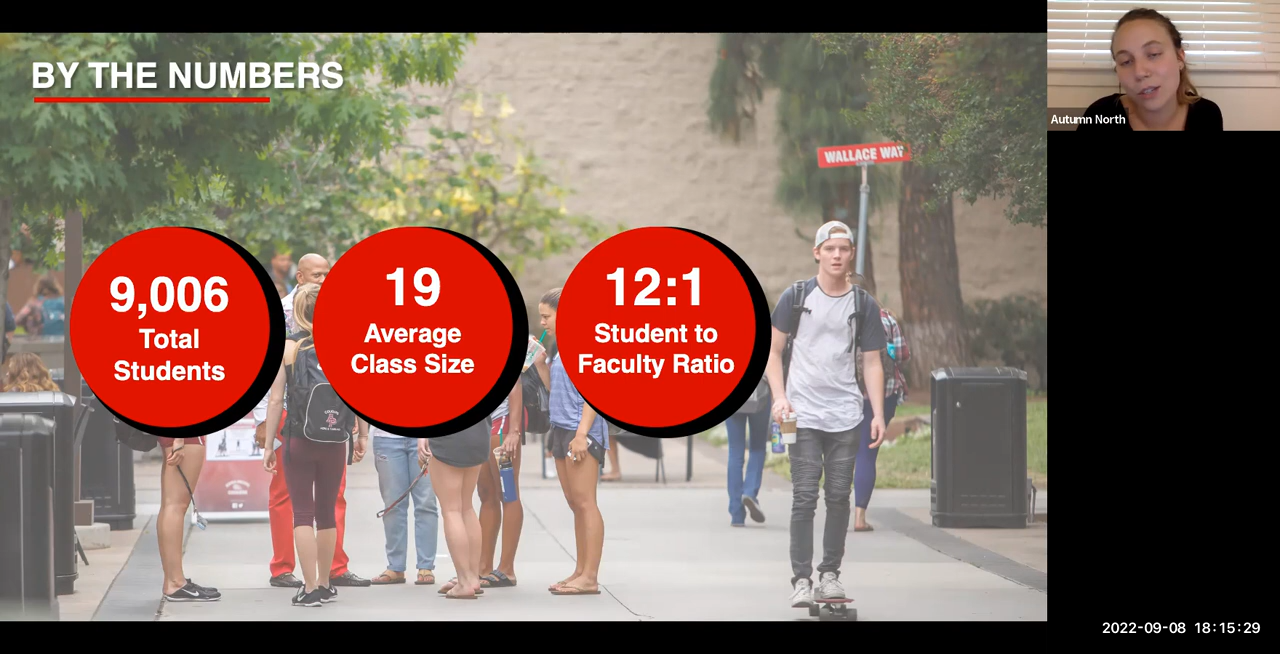 BY THE NUMBERS
WALLACE WAY
9,006
Total
Students
19
Average
Class Size
12:1
Student to
Faculty Ratio
Autumn North
2022-09-08 18:15:29